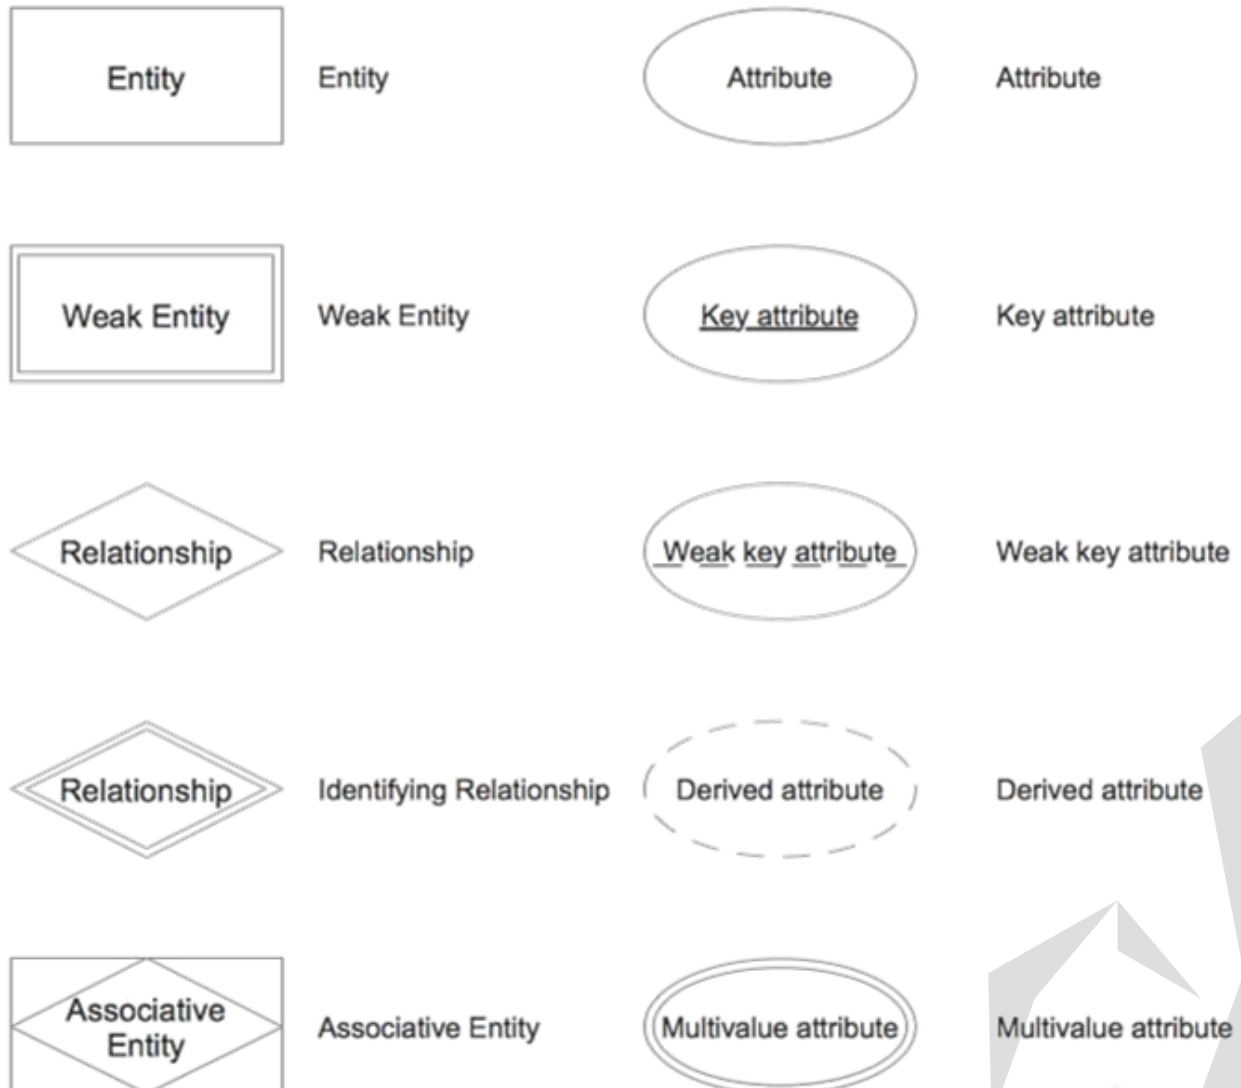 Entity
Entity
Attribute
Attribute
Weak Entity
Weak Entity
Key attribute
Key attribute
Relationship
Relationship
Weak key attribute
Weak key attribute
Relationship
Identifying Relationship
Derived attribute
Derived attribute
Associative
Entity
Associative Entity
Multivalue attribute
Multivalue attribute